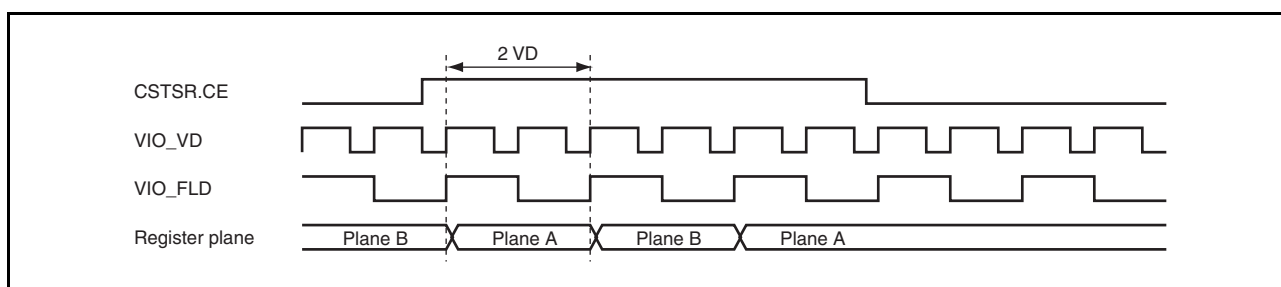 2 VD
CSTSR.CE
VIO_VD
VIO_FLD
Register plane Plane B Plane A Plane B Plane A